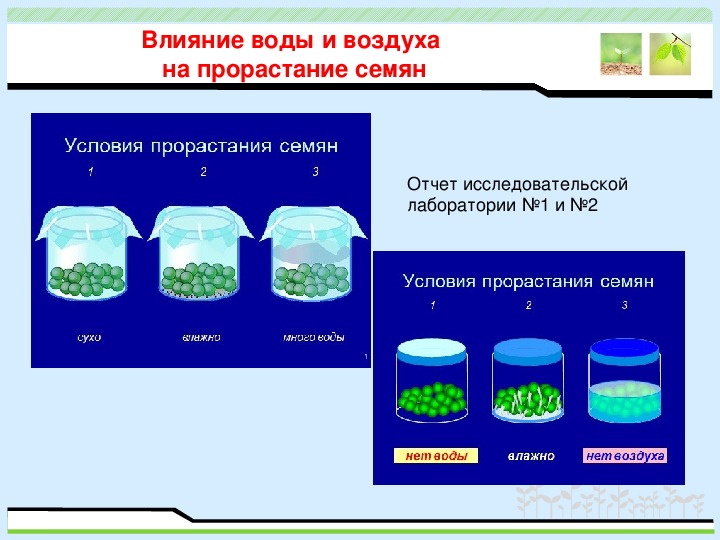 Влияние воды и воздуха
на прорастание семян
Условия прорастания семян
1 2 3
сухо влажно много воды
1
Отчет исследовательской
лаборатории №1 и №2
Условия прорастания семян
1 2 3
нет воды влажно нет воздуха